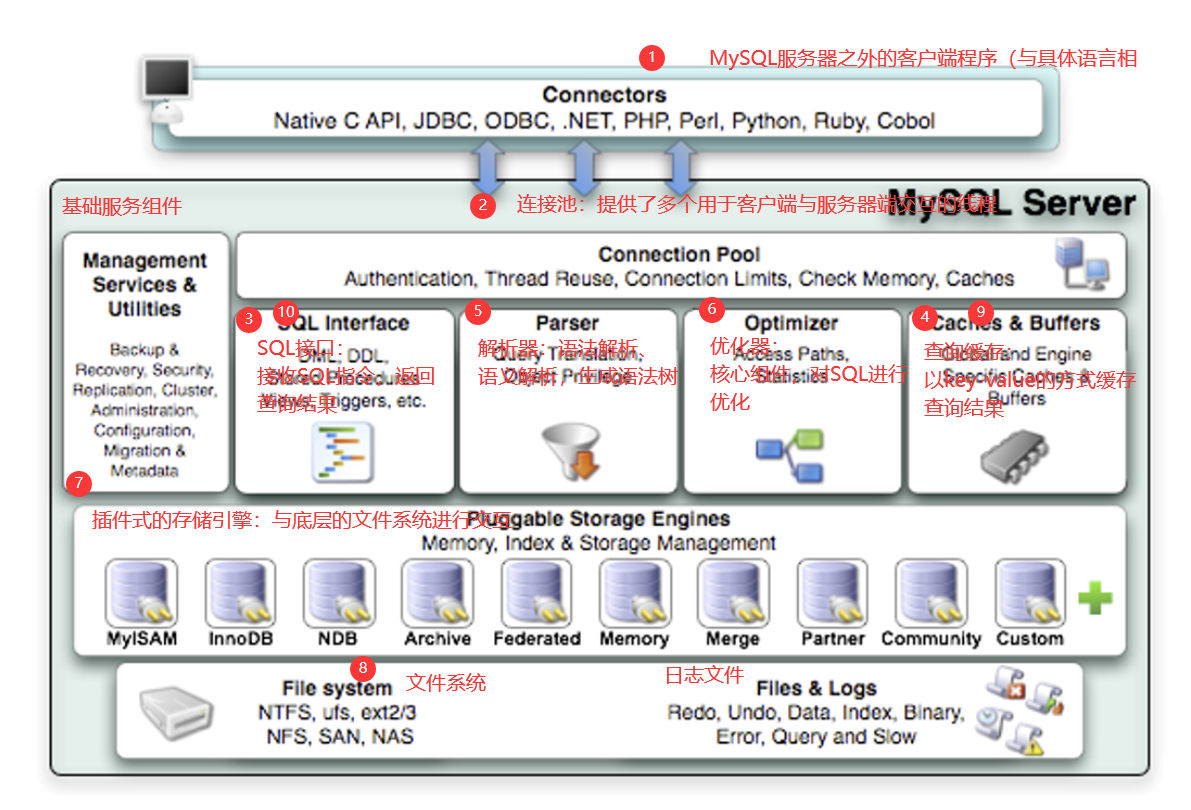 1
MySQL服务器之外的客户端程序（与具体语言相
Connectors
Native C API, JDBC, ODBC, .NET, PHP, Perl, Python, Ruby, Cobol
基础服务组件
2
连接池：提供了多个用于客户端与服务器端交互的线程
MySQL Server
Management
Services &
Utilities
Backup &
Recovery, Security,
Replication, Cluster,
Administration,
Configuration,
Migration &
Metadata
Connection Pool
Authentication, Thread Reuse, Connection Limits, Check Memory, Caches
3
10
SQL Interface
DML, DDL,
Stored Procedures
Views, Triggers, etc.
SQL接口：
接收SQL指令，返回
查询结果
5
Parser
Query Translation,
Object Privilege
解析器：语法解析、
语义解析，生成语法树
6
Optimizer
Access Paths,
Statistics
优化器：
核心组件，对SQL进行
优化
4
9
Caches & Buffers
Global and Engine
Specific Caches &
Buffers
查询缓存：
以key-value的方式缓存
查询结果
7
插件式的存储引擎：与底层的文件系统进行交互
Pluggable Storage Engines
Memory, Index & Storage Management
MyISAM
InnoDB
NDB
Archive
Federated
Memory
Merge
Partner
Community
Custom
8
文件系统
File system
NTFS, ufs, ext2/3
NFS, SAN, NAS
日志文件
Files & Logs
Redo, Undo, Data, Index, Binary,
Error, Query and Slow